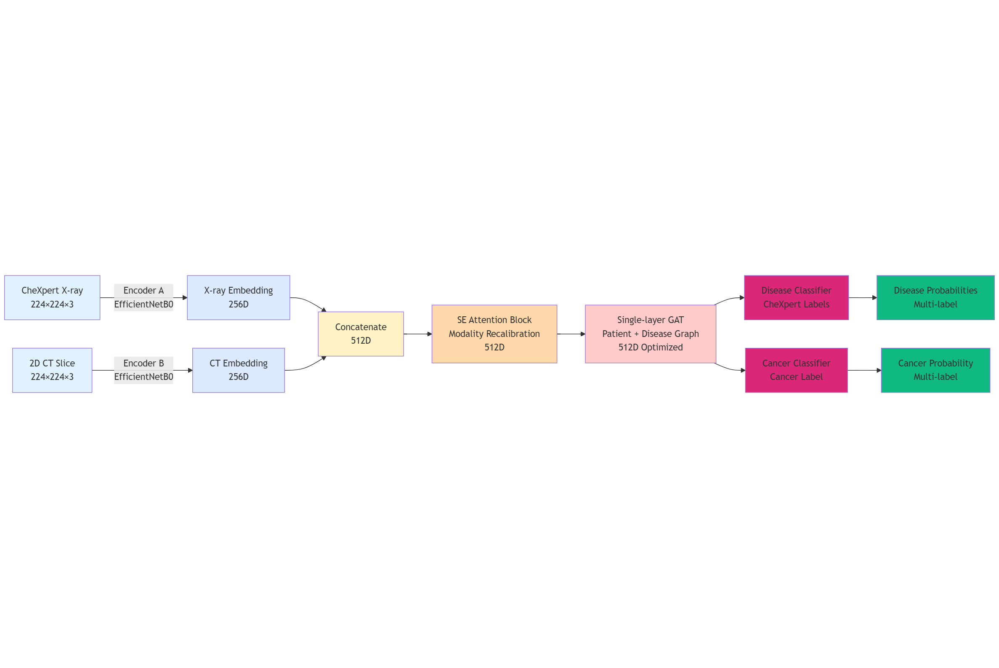 CheXpert X-ray
224×224×3
Encoder A
EfficientNetB0
X-ray Embedding
256D
2D CT Slice
224×224×3
Encoder B
EfficientNetB0
CT Embedding
256D
Concatenate
512D
SE Attention Block
Modality Recalibration
512D
Single-layer GAT
Patient + Disease Graph
512D Optimized
Disease Classifier
CheXpert Labels
Disease Probabilities
Multi-label
Cancer Classifier
Cancer Label
Cancer Probability
Multi-label